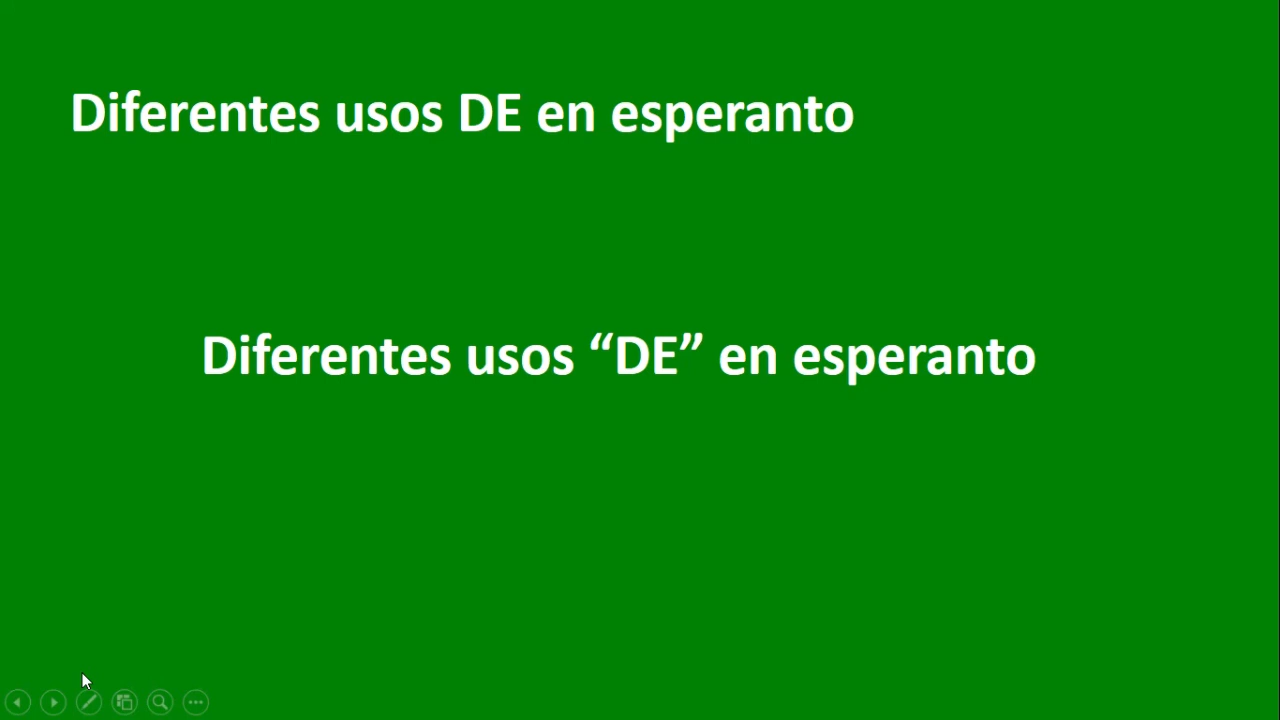 Diferentes usos DE en esperanto
Diferentes usos “DE” en esperanto